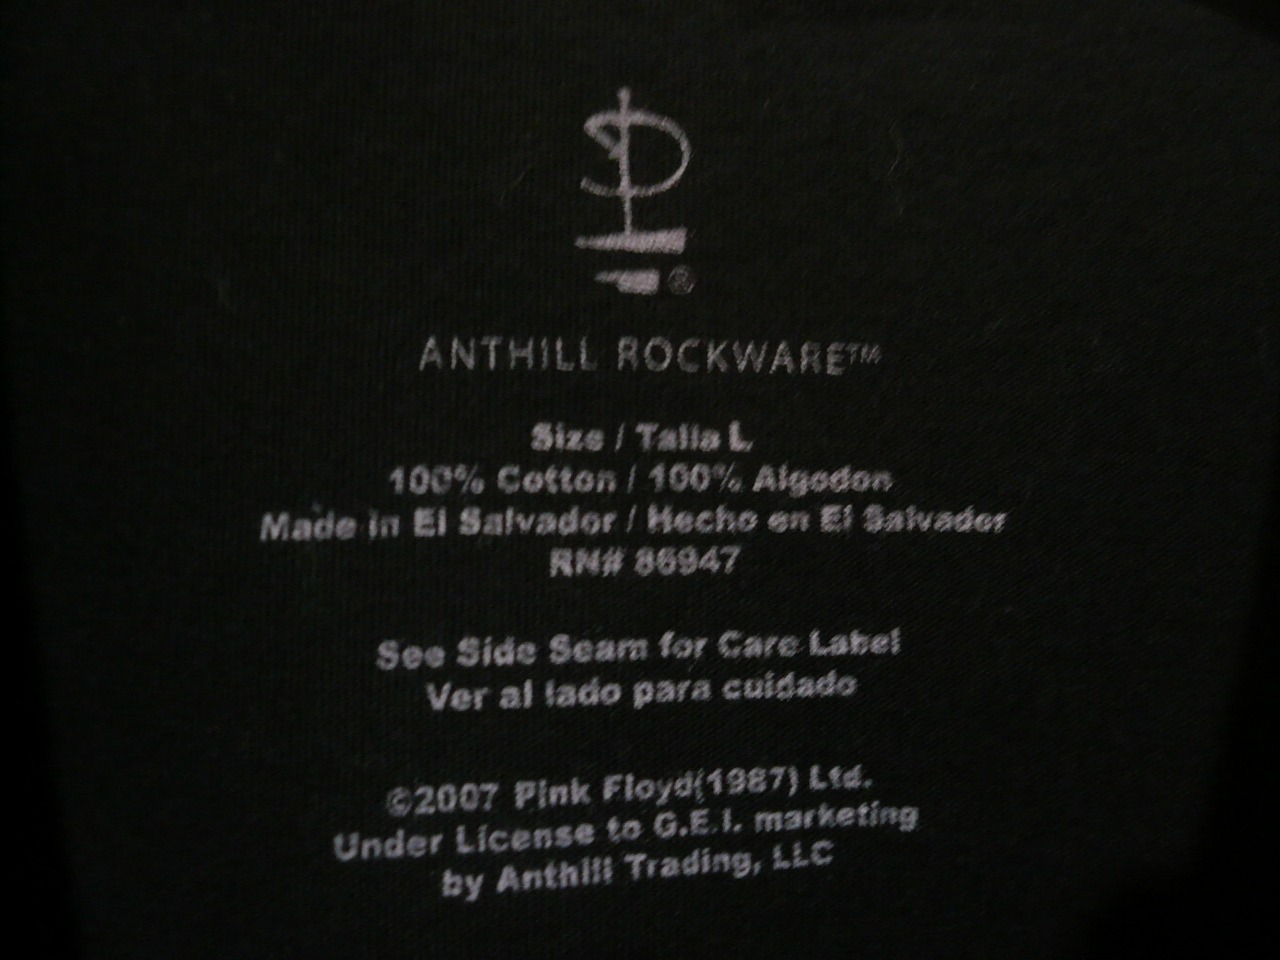 ®
ANTHILL ROCKWARE™
Size / Talla L
100% Cotton / 100% Algodon
Made in El Salvador / Hecho en El Salvador
RN# 86947
See Side Seam for Care Label
Ver al lado para cuidado
©2007 Pink Floyd(1987) Ltd.
Under License to G.E.I. marketing
by Anthill Trading, LLC